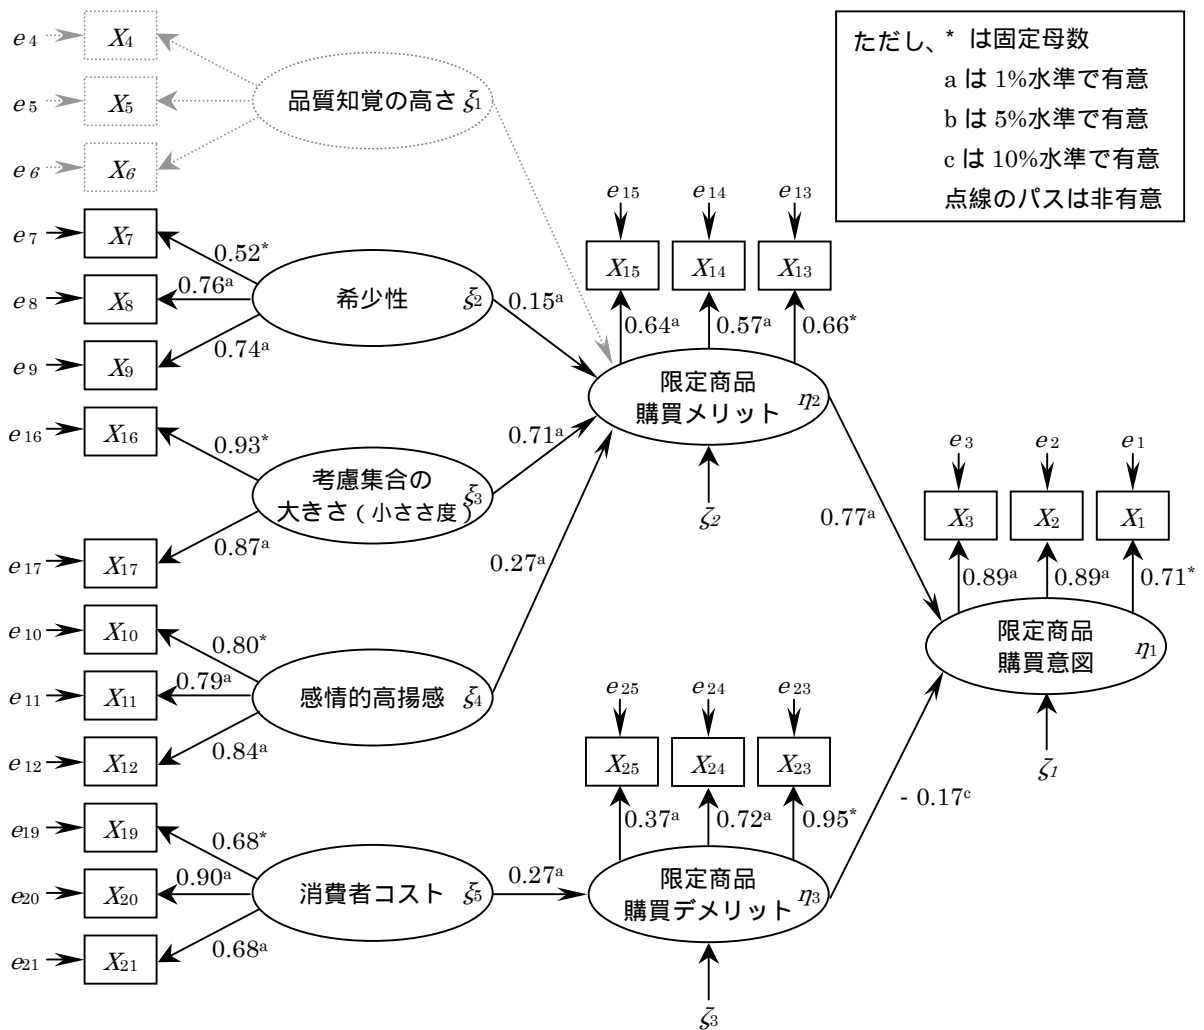 ただし、* は固定母数
a は 1%水準で有意
b は 5%水準で有意
c は 10%水準で有意
点線のパスは非有意
e4
X4
e5
X5
e6
X6
品質知覚の高さ ξ1
e7
X7
e8
X8
e9
X9
0.52*
0.76a
0.74a
希少性 ξ2
0.15a
e16
X16
e17
X17
0.93*
0.87a
考慮集合の
大きさ（小ささ度） ξ3
0.71a
e10
X10
e11
X11
e12
X12
0.80*
0.79a
0.84a
感情的高揚感 ξ4
0.27a
e19
X19
e20
X20
e21
X21
0.68*
0.90a
0.68a
消費者コスト ξ5
0.27a
e15 e14 e13
X15 X14 X13
0.64a 0.57a 0.66*
限定商品
購買メリット η2
ζ2
0.77a
e25 e24 e23
X25 X24 X23
0.37a 0.72a 0.95*
限定商品
購買デメリット η3
ζ3
- 0.17c
e3 e2 e1
X3 X2 X1
0.89a 0.89a 0.71*
限定商品
購買意図 η1
ζ1